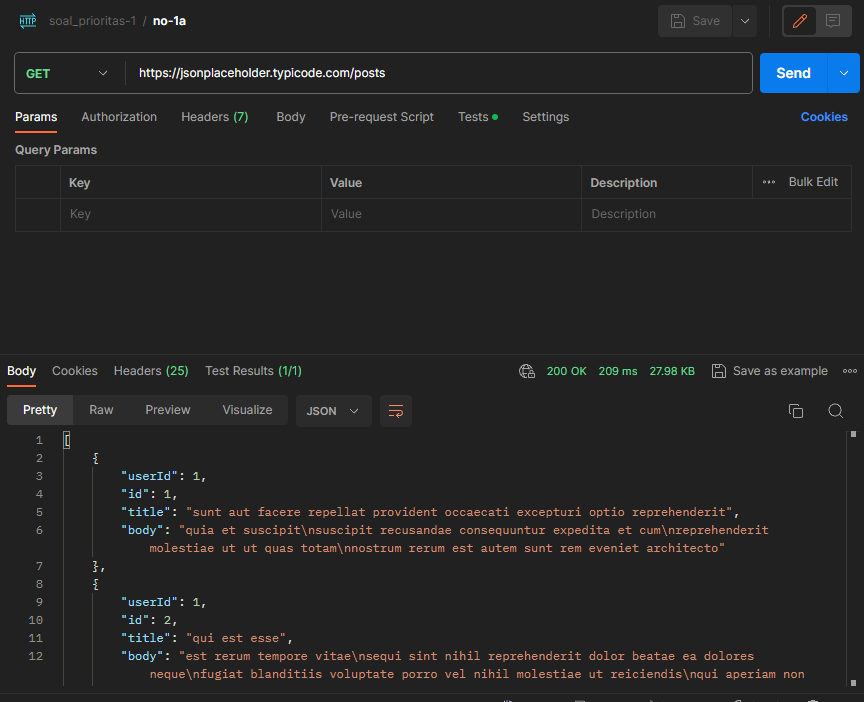 HTTP soal_prioritas-1 / no-1a Save
GET https://jsonplaceholder.typicode.com/posts Send
Params Authorization Headers (7) Body Pre-request Script Tests Settings Cookies
Query Params
Key Value Description Bulk Edit
Key Value Description
Body Cookies Headers (25) Test Results (1/1) 200 OK 209 ms 27.98 KB Save as example
Pretty Raw Preview Visualize JSON
1 [
2 {
3 "userId": 1,
4 "id": 1,
5 "title": "sunt aut facere repellat provident occaecati excepturi optio reprehenderit",
6 "body": "quia et suscipit\nsuscipit recusandae consequuntur expedita et cum\nreprehenderit
molestiae ut ut quas totam\nnostrum rerum est autem sunt rem eveniet architecto"
7 },
8 {
9 "userId": 1,
10 "id": 2,
11 "title": "qui est esse",
12 "body": "est rerum tempore vitae\nsequi sint nihil reprehenderit dolor beatae ea dolores
neque\nfugiat blanditiis voluptate porro vel nihil molestiae ut reiciendis\nqui aperiam non